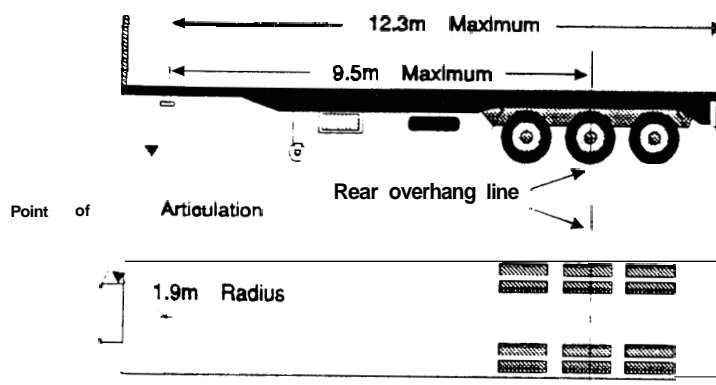 12.3m Maximum
9.5m Maximum
Rear overhang line
Point of Articulation
1.9m Radius